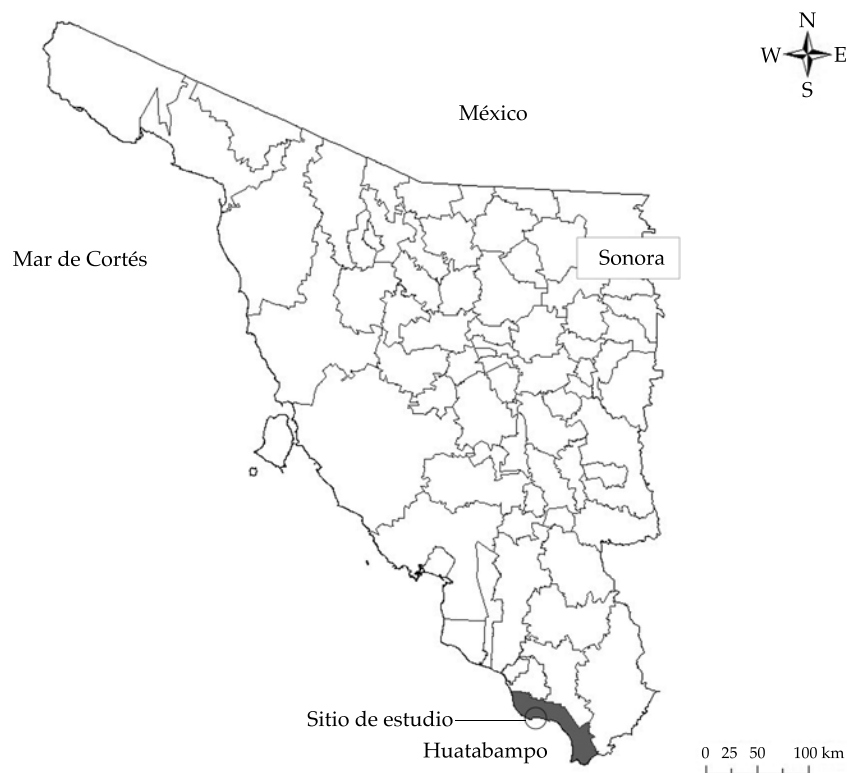 N
W E
S
México
Mar de Cortés
Sonora
Sitio de estudio
Huatabampo
0 25 50 100 km